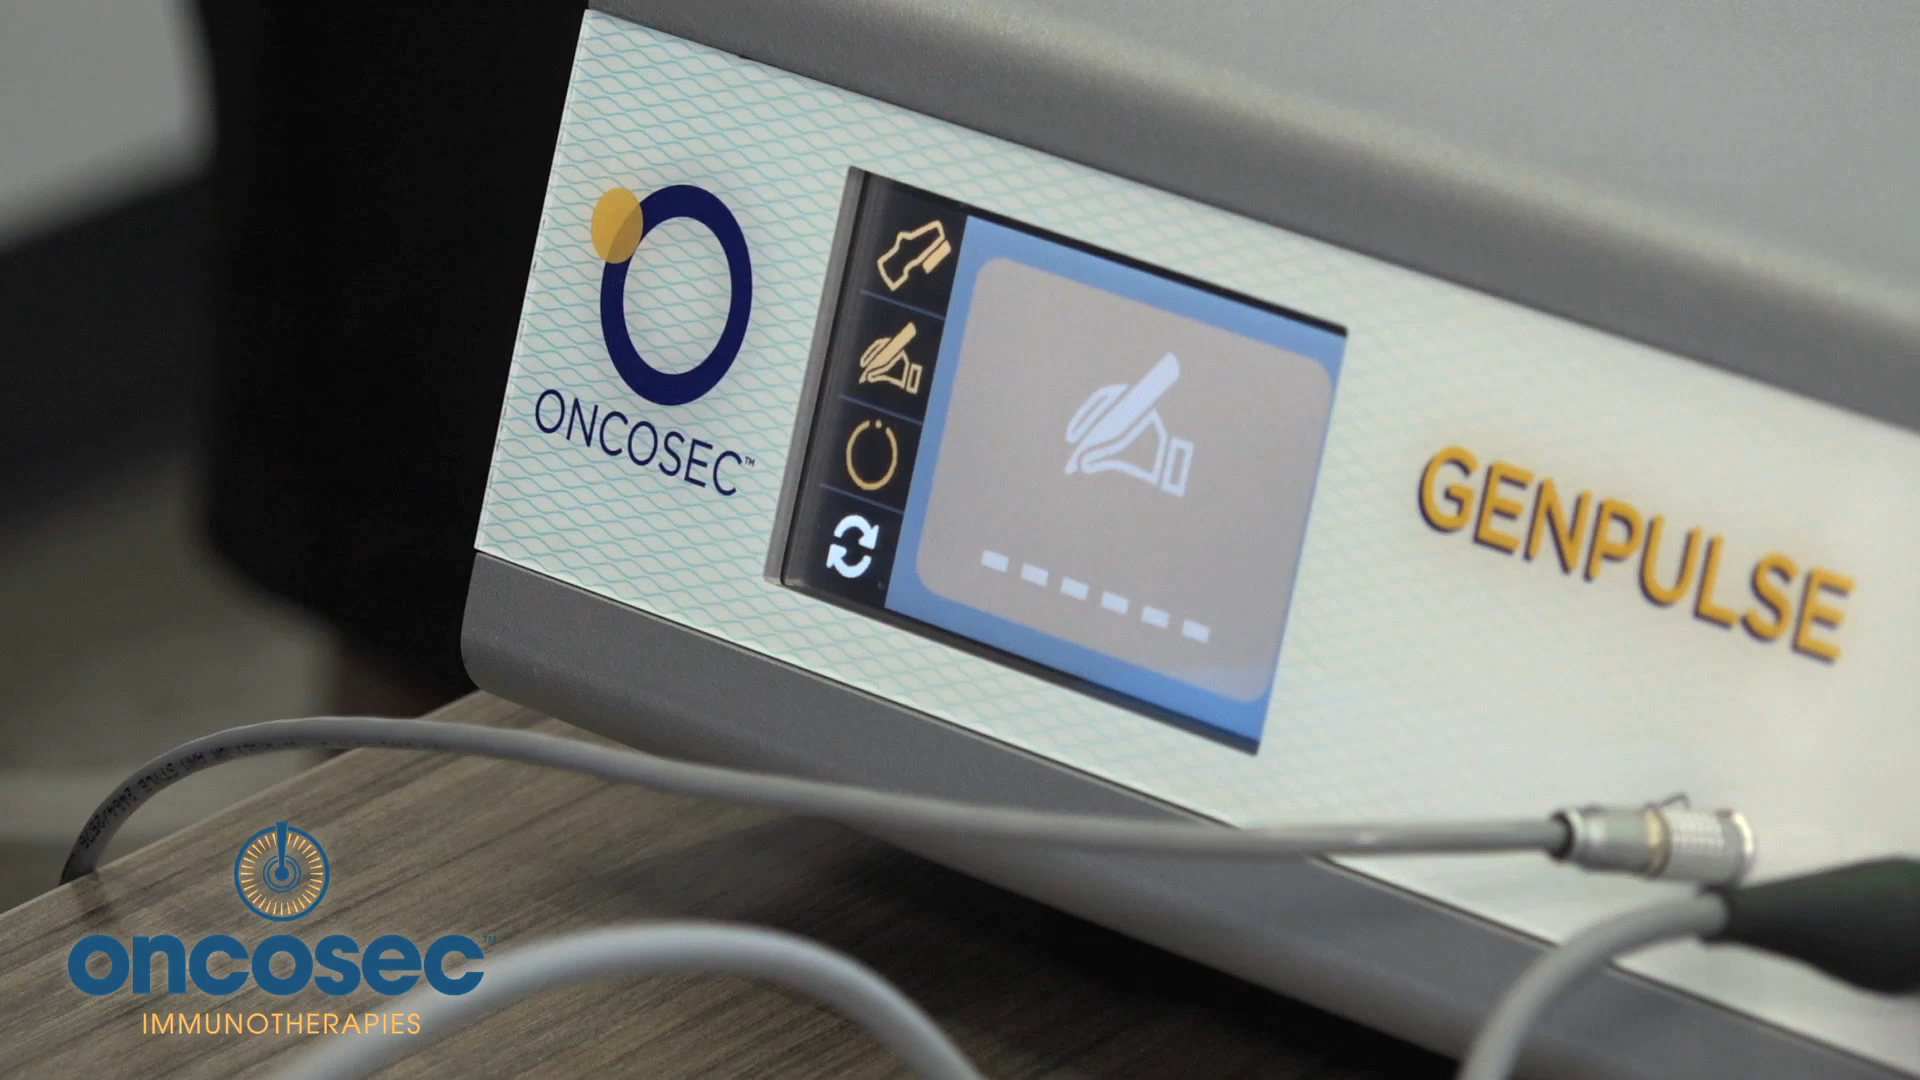 ONCOSEC™
GENPULSE
oncosec™
IMMUNOTHERAPIES